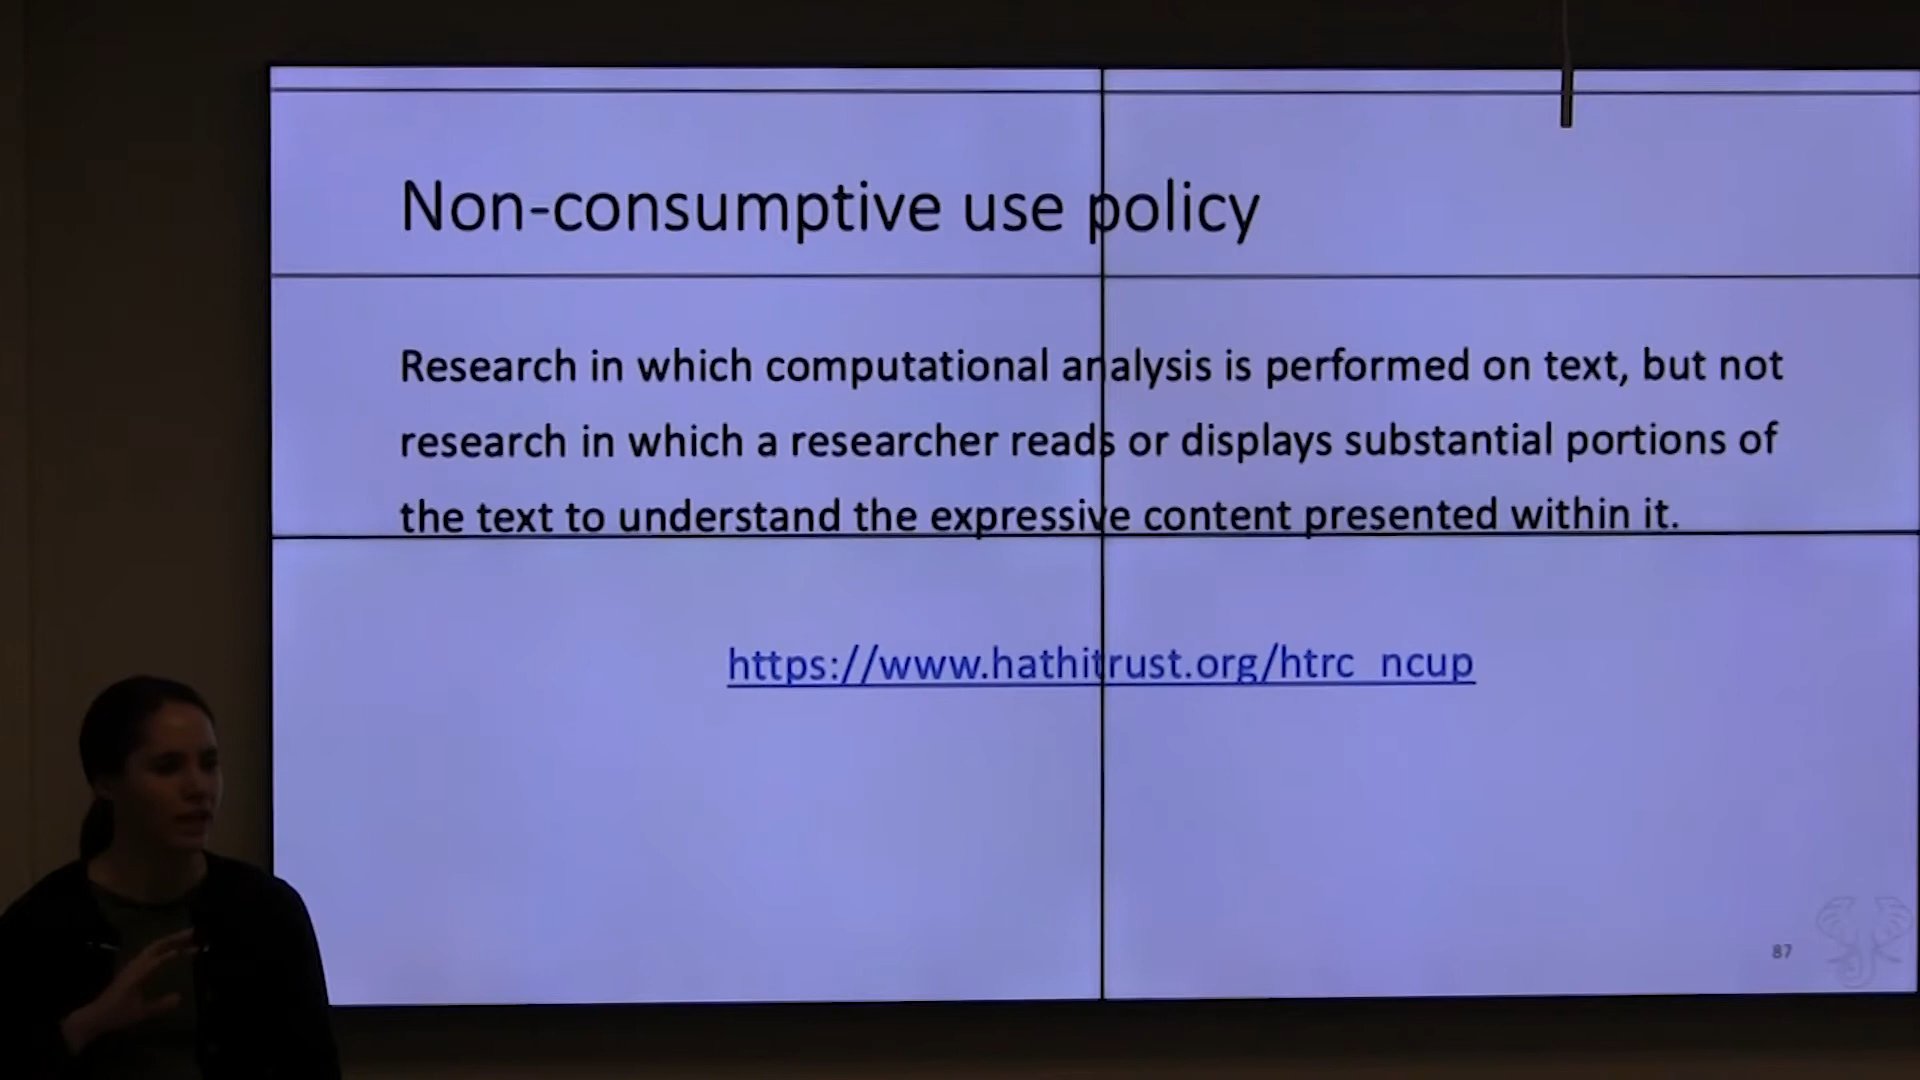 Non-consumptive use policy
Research in which computational analysis is performed on text, but not
research in which a researcher reads or displays substantial portions of
the text to understand the expressive content presented within it.
https://www.hathitrust.org/htrc_ncup
87